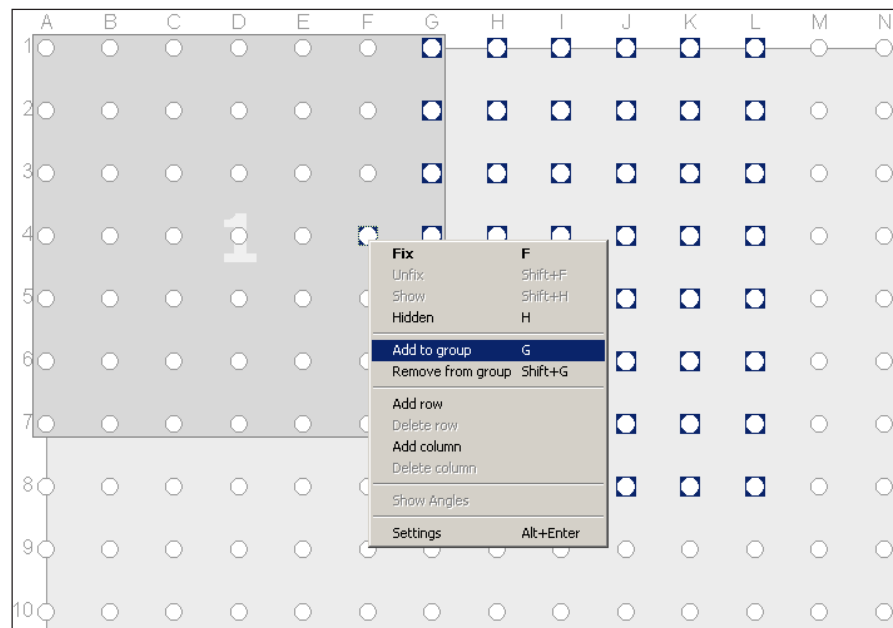 A B C D E F G H I J K L M N
1
2
3
4
1
5
6
7
8
9
10
Fix F
Unfix Shift+F
Show Shift+H
Hidden H
Add to group G
Remove from group Shift+G
Add row
Delete row
Add column
Delete column
Show Angles
Settings Alt+Enter